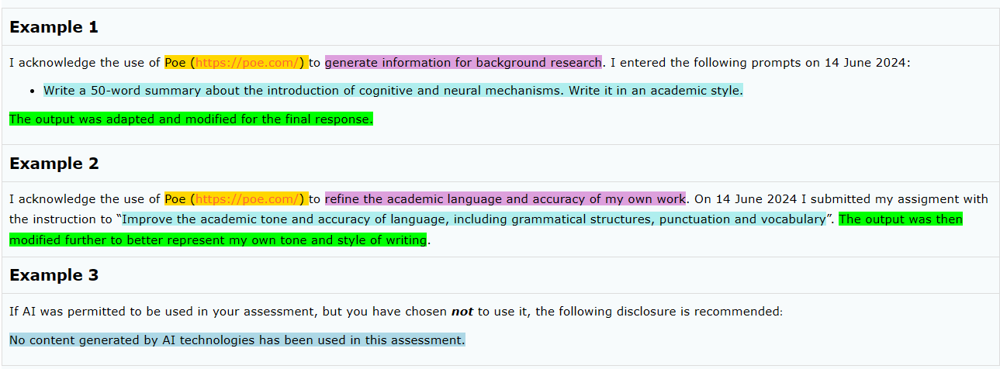 Example 1
I acknowledge the use of Poe (https://poe.com/) to generate information for background research. I entered the following prompts on 14 June 2024:
• Write a 50-word summary about the introduction of cognitive and neural mechanisms. Write it in an academic style.
The output was adapted and modified for the final response.
Example 2
I acknowledge the use of Poe (https://poe.com/) to refine the academic language and accuracy of my own work. On 14 June 2024 I submitted my assigment with
the instruction to “Improve the academic tone and accuracy of language, including grammatical structures, punctuation and vocabulary”. The output was then
modified further to better represent my own tone and style of writing.
Example 3
If AI was permitted to be used in your assessment, but you have chosen not to use it, the following disclosure is recommended:
No content generated by AI technologies has been used in this assessment.